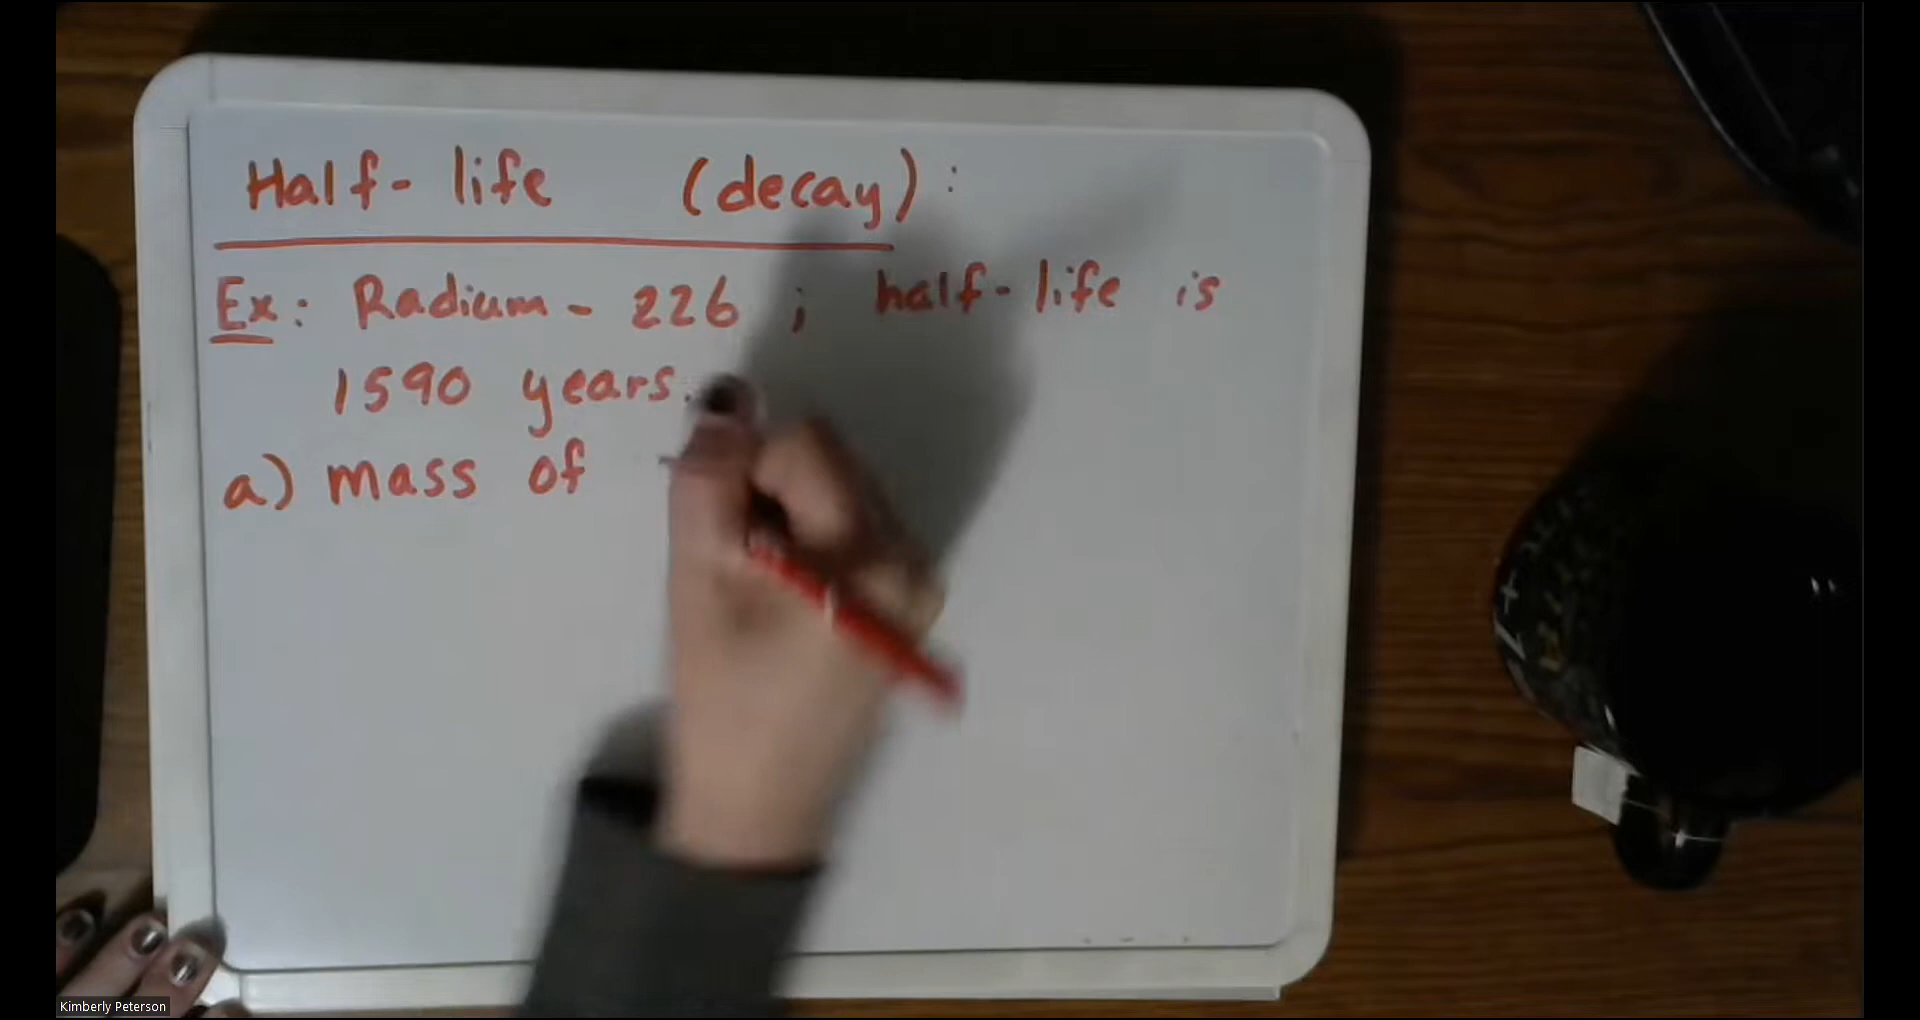 Half-life (decay):
Ex: Radium-226; half-life is
1590 years.
a) mass of
Kimberly Peterson